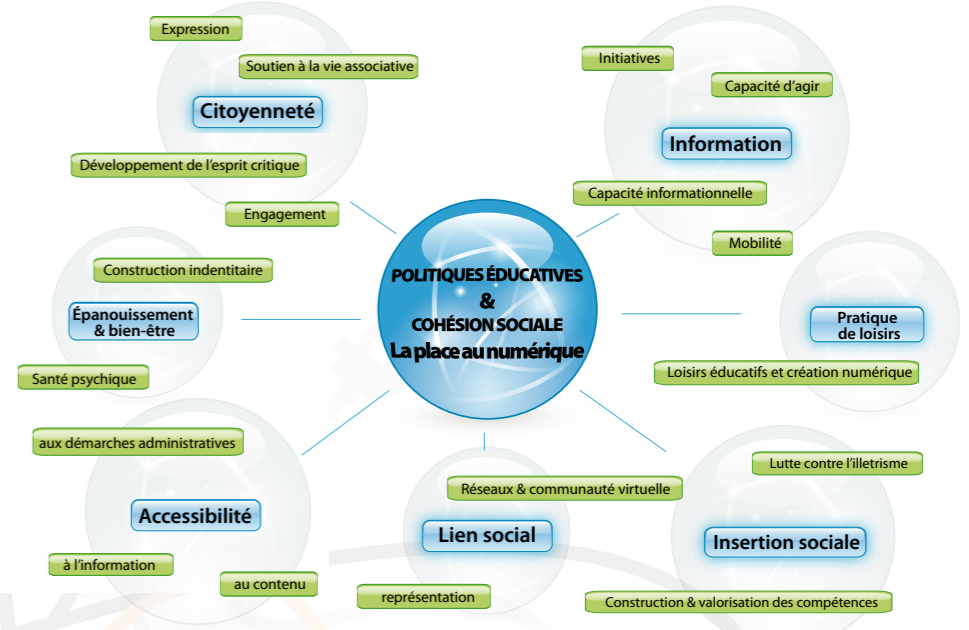 Expression
Soutien à la vie associative
Citoyenneté
Développement de l'esprit critique
Engagement
Initiatives
Capacité d'agir
Information
Capacité informationnelle
Mobilité
Construction indentitaire
Épanouissement
& bien-être
Santé psychique
POLITIQUES ÉDUCATIVES
&
COHÉSION SOCIALE
La place au numérique
Pratique
de loisirs
Loisirs éducatifs et création numérique
aux démarches administratives
Accessibilité
à l'information
au contenu
Réseaux & communauté virtuelle
Lien social
représentation
Lutte contre l'illetrisme
Insertion sociale
Construction & valorisation des compétences